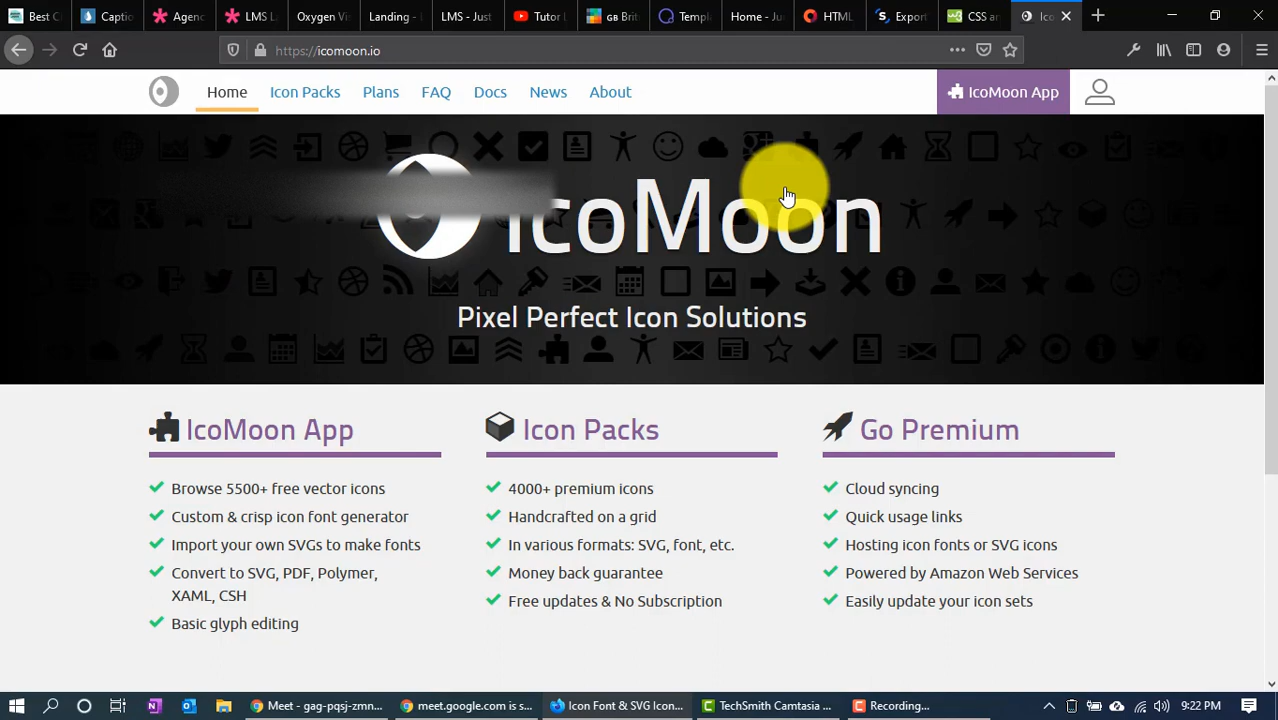 Best C
Captio
Agenc
LMS La
Oxygen Vi
Landing -
LMS - Just
Tutor L
GB Brit
Templa
Home - Ju
HTML
Export
CSS a
Ico
https://icomoon.io
Home
Icon Packs
Plans
FAQ
Docs
News
About
IcoMoon App
IcoMoon
Pixel Perfect Icon Solutions
IcoMoon App
Browse 5500+ free vector icons
Custom & crisp icon font generator
Import your own SVGs to make fonts
Convert to SVG, PDF, Polymer,
XAML, CSH
Basic glyph editing
Icon Packs
4000+ premium icons
Handcrafted on a grid
In various formats: SVG, font, etc.
Money back guarantee
Free updates & No Subscription
Go Premium
Cloud syncing
Quick usage links
Hosting icon fonts or SVG icons
Powered by Amazon Web Services
Easily update your icon sets
Meet - gag-pqsj-zmn...
meet.google.com is s...
Icon Font & SVG Icon...
TechSmith Camtasia ...
Recording...
9:22 PM